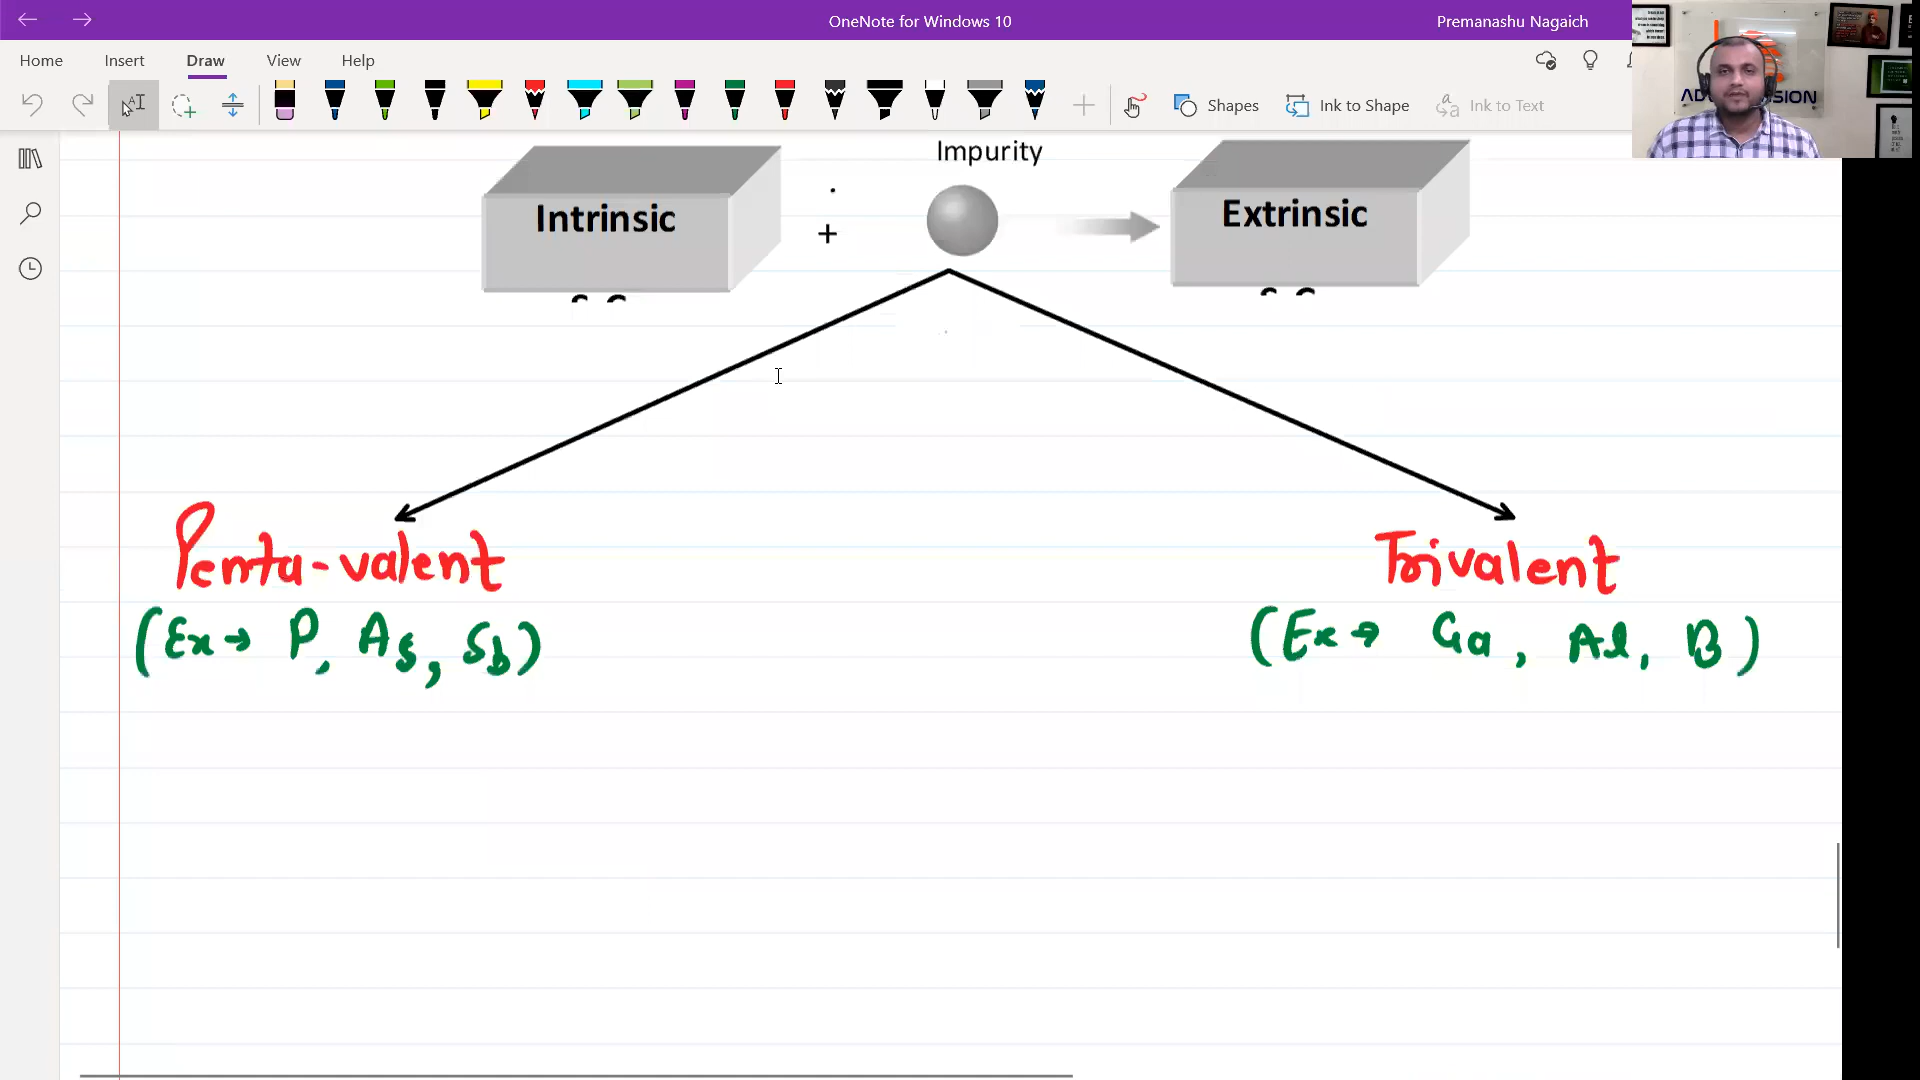 OneNote for Windows 10
Premanashu Nagaich
Home Insert Draw View Help
Shapes Ink to Shape Ink to Text
Impurity
Intrinsic + Extrinsic
Penta-valent Trivalent
(Ex → P, As, Sb) (Ex → Ga, Al, B)